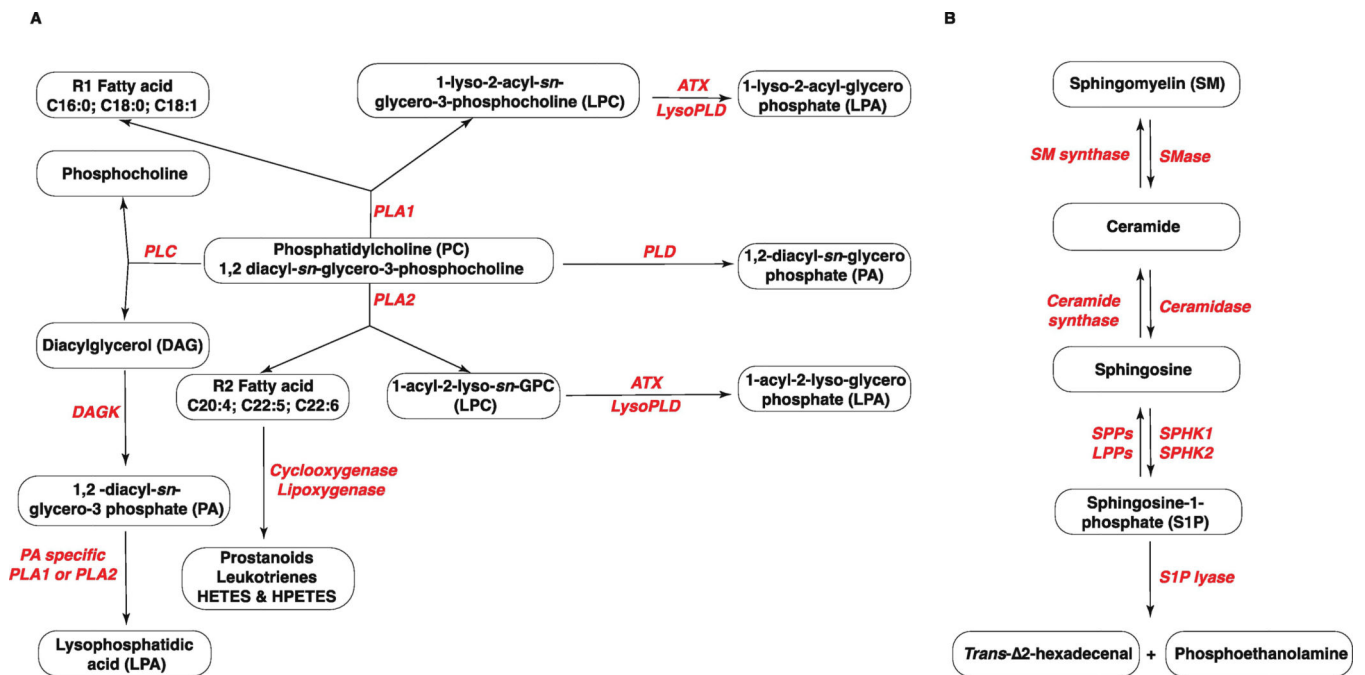 A
R1 Fatty acid
C16:0; C18:0; C18:1
1-lyso-2-acyl-sn-
glycero-3-phosphocholine (LPC)
ATX
LysoPLD
1-lyso-2-acyl-glycero
phosphate (LPA)
Phosphocholine
PLA1
PLC
Phosphatidylcholine (PC)
1,2 diacyl-sn-glycero-3-phosphocholine
PLD
1,2-diacyl-sn-glycero
phosphate (PA)
PLA2
Diacylglycerol (DAG)
R2 Fatty acid
C20:4; C22:5; C22:6
1-acyl-2-lyso-sn-GPC
(LPC)
ATX
LysoPLD
1-acyl-2-lyso-glycero
phosphate (LPA)
DAGK
Cyclooxygenase
Lipoxygenase
1,2 -diacyl-sn-
glycero-3 phosphate (PA)
PA specific
PLA1 or PLA2
Prostanoids
Leukotrienes
HETES & HPETES
Lysophosphatidic
acid (LPA)
B
Sphingomyelin (SM)
SM synthase
SMase
Ceramide
Ceramide
synthase
Ceramidase
Sphingosine
SPPs
LPPs
SPHK1
SPHK2
Sphingosine-1-
phosphate (S1P)
S1P lyase
Trans-Δ2-hexadecenal
+
Phosphoethanolamine